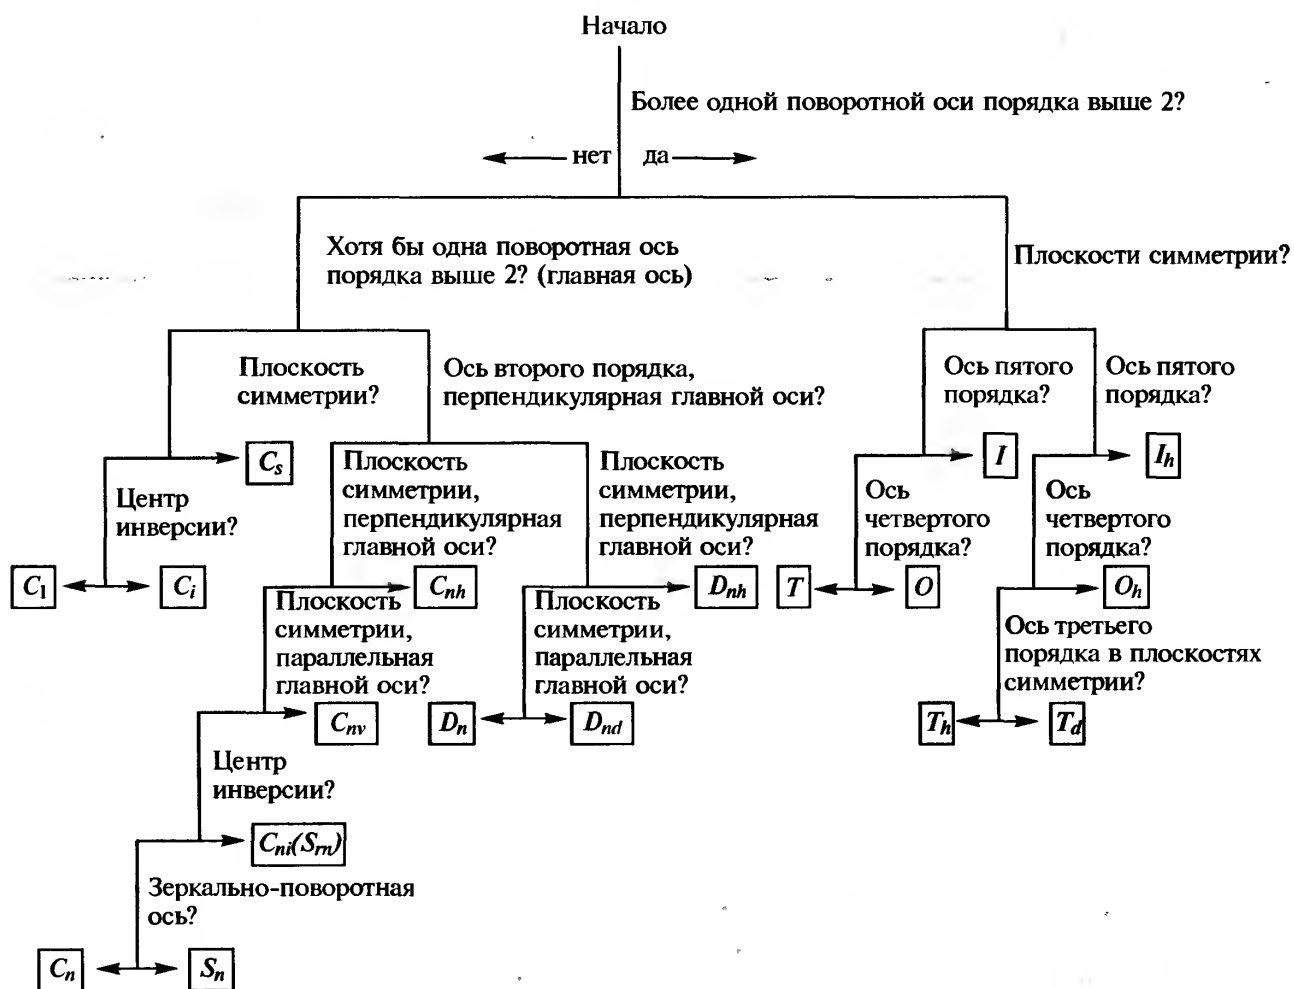 Начало
Более одной поворотной оси порядка выше 2?
нет да
Хотя бы одна поворотная ось
порядка выше 2? (главная ось)
Плоскости симметрии?
Плоскость
симметрии?
Ось второго порядка,
перпендикулярная главной оси?
Ось пятого
порядка?
Ось пятого
порядка?
Cs
Плоскость
симметрии,
перпендикулярная
главной оси?
Плоскость
симметрии,
перпендикулярная
главной оси?
I
Ih
Центр
инверсии?
Ось
четвертого
порядка?
Ось
четвертого
порядка?
C1
Ci
Cnh
Dnh
T
O
Oh
Плоскость
симметрии,
параллельная
главной оси?
Плоскость
симметрии,
параллельная
главной оси?
Ось третьего
порядка в плоскостях
симметрии?
Cnv
Dn
Dnd
Th
Td
Центр
инверсии?
Cni(Sm)
Зеркально-поворотная
ось?
Cn
Sn